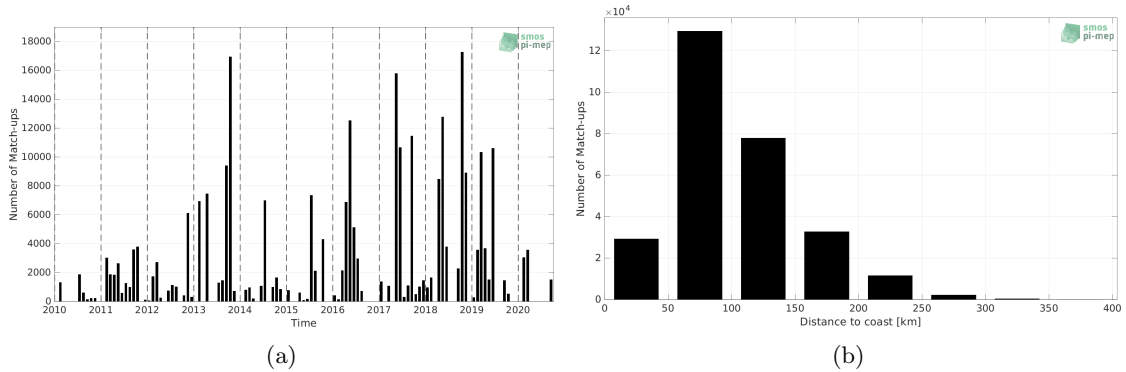 18000
16000
14000
12000
10000
8000
6000
4000
2000
0
Number of Match-ups
2010 2011 2012 2013 2014 2015 2016 2017 2018 2019 2020
Time
smos
pi-mep
(a)
×10⁴
12
10
8
6
4
2
0
Number of Match-ups
0 50 100 150 200 250 300 350 400
Distance to coast [km]
smos
pi-mep
(b)